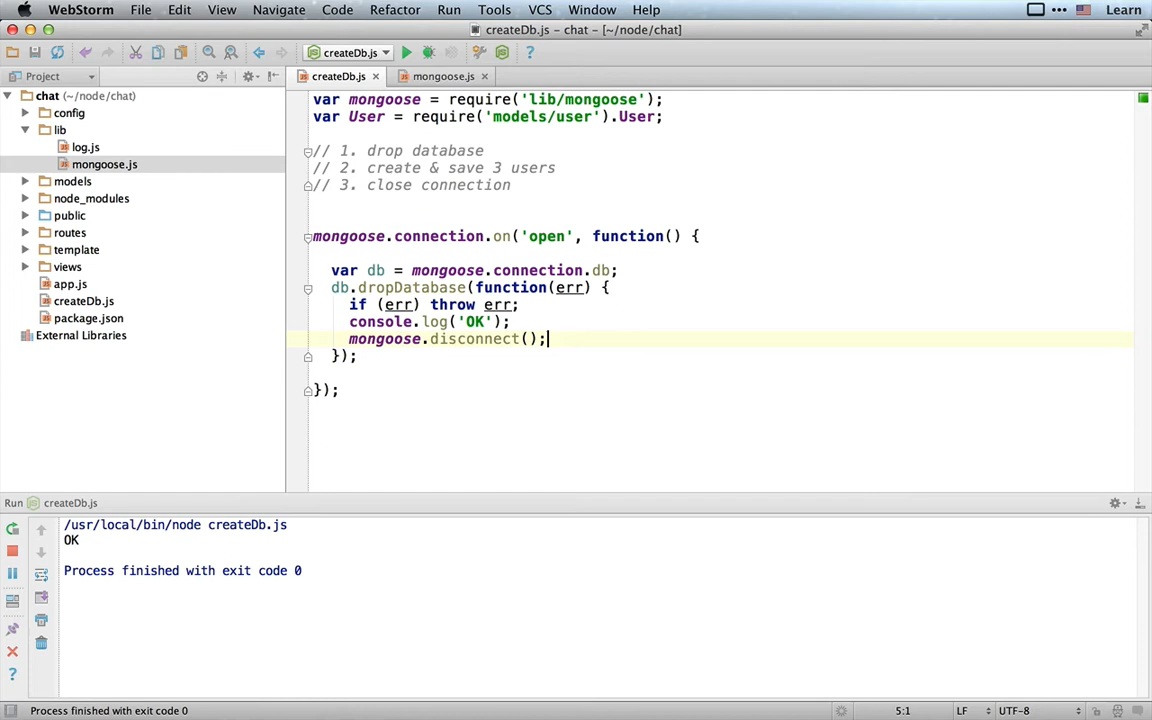 WebStorm File Edit View Navigate Code Refactor Run Tools VCS Window Help Learn
createDb.js - chat - [~/node/chat]
createDb.js
Project createDb.js mongoose.js
chat (~/node/chat)
config
lib
log.js
mongoose.js
models
node_modules
public
routes
template
views
app.js
createDb.js
package.json
External Libraries
var mongoose = require('lib/mongoose');
var User = require('models/user').User;
// 1. drop database
// 2. create & save 3 users
// 3. close connection
mongoose.connection.on('open', function() {
var db = mongoose.connection.db;
db.dropDatabase(function(err) {
if (err) throw err;
console.log('OK');
mongoose.disconnect();
});
});
Run createDb.js
/usr/local/bin/node createDb.js
OK
Process finished with exit code 0
Process finished with exit code 0 5:1 LF UTF-8